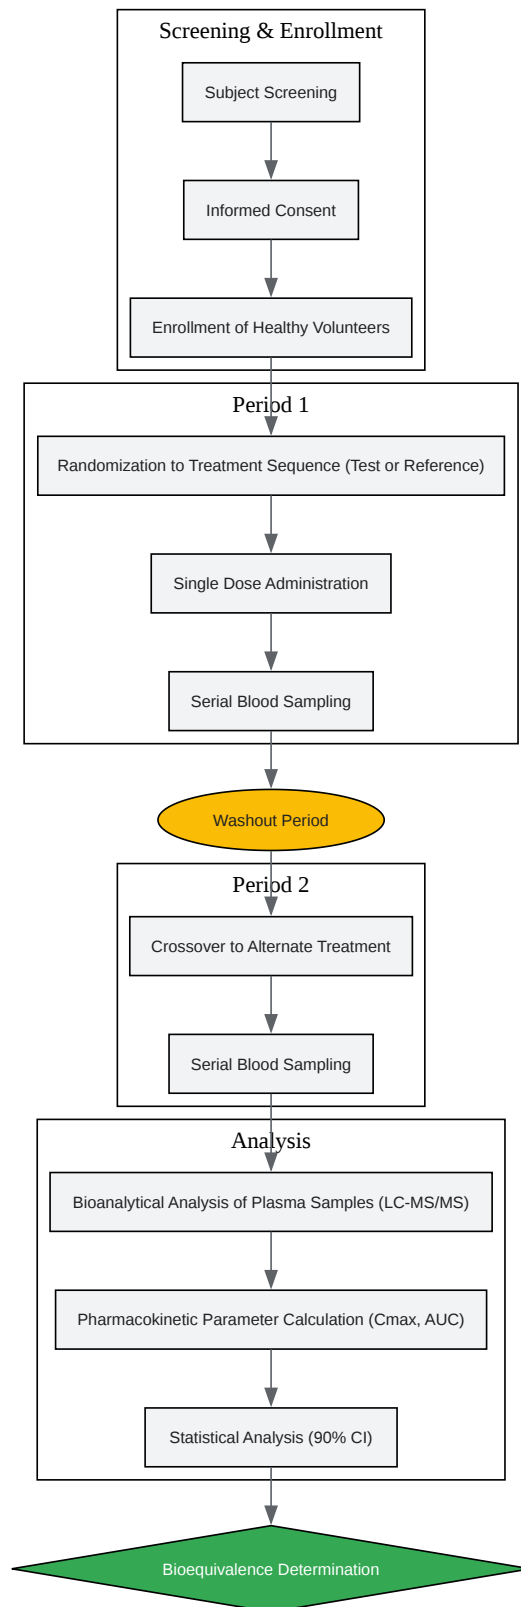 Screening & Enrollment
Subject Screening
Informed Consent
Enrollment of Healthy Volunteers
Period 1
Randomization to Treatment Sequence (Test or Reference)
Single Dose Administration
Serial Blood Sampling
Washout Period
Period 2
Crossover to Alternate Treatment
Serial Blood Sampling
Analysis
Bioanalytical Analysis of Plasma Samples (LC-MS/MS)
Pharmacokinetic Parameter Calculation (Cmax, AUC)
Statistical Analysis (90% CI)
Bioequivalence Determination